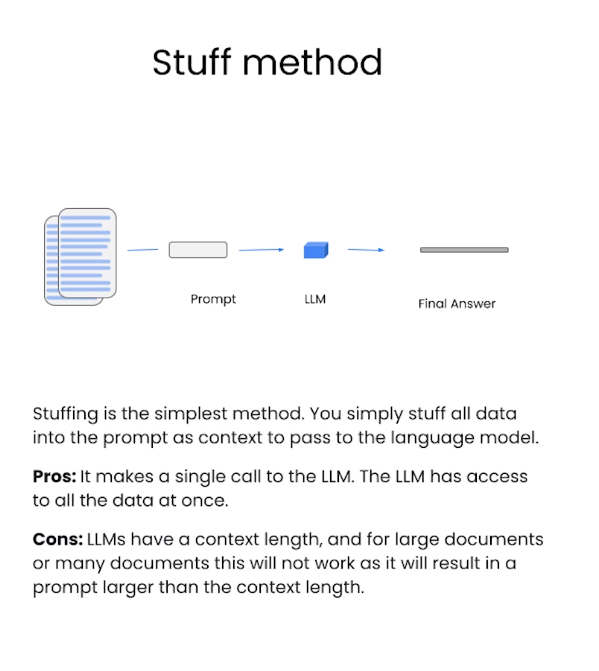 Stuff method
Prompt
LLM
Final Answer
Stuffing is the simplest method. You simply stuff all data
into the prompt as context to pass to the language model.
Pros: It makes a single call to the LLM. The LLM has access
to all the data at once.
Cons: LLMs have a context length, and for large documents
or many documents this will not work as it will result in a
prompt larger than the context length.